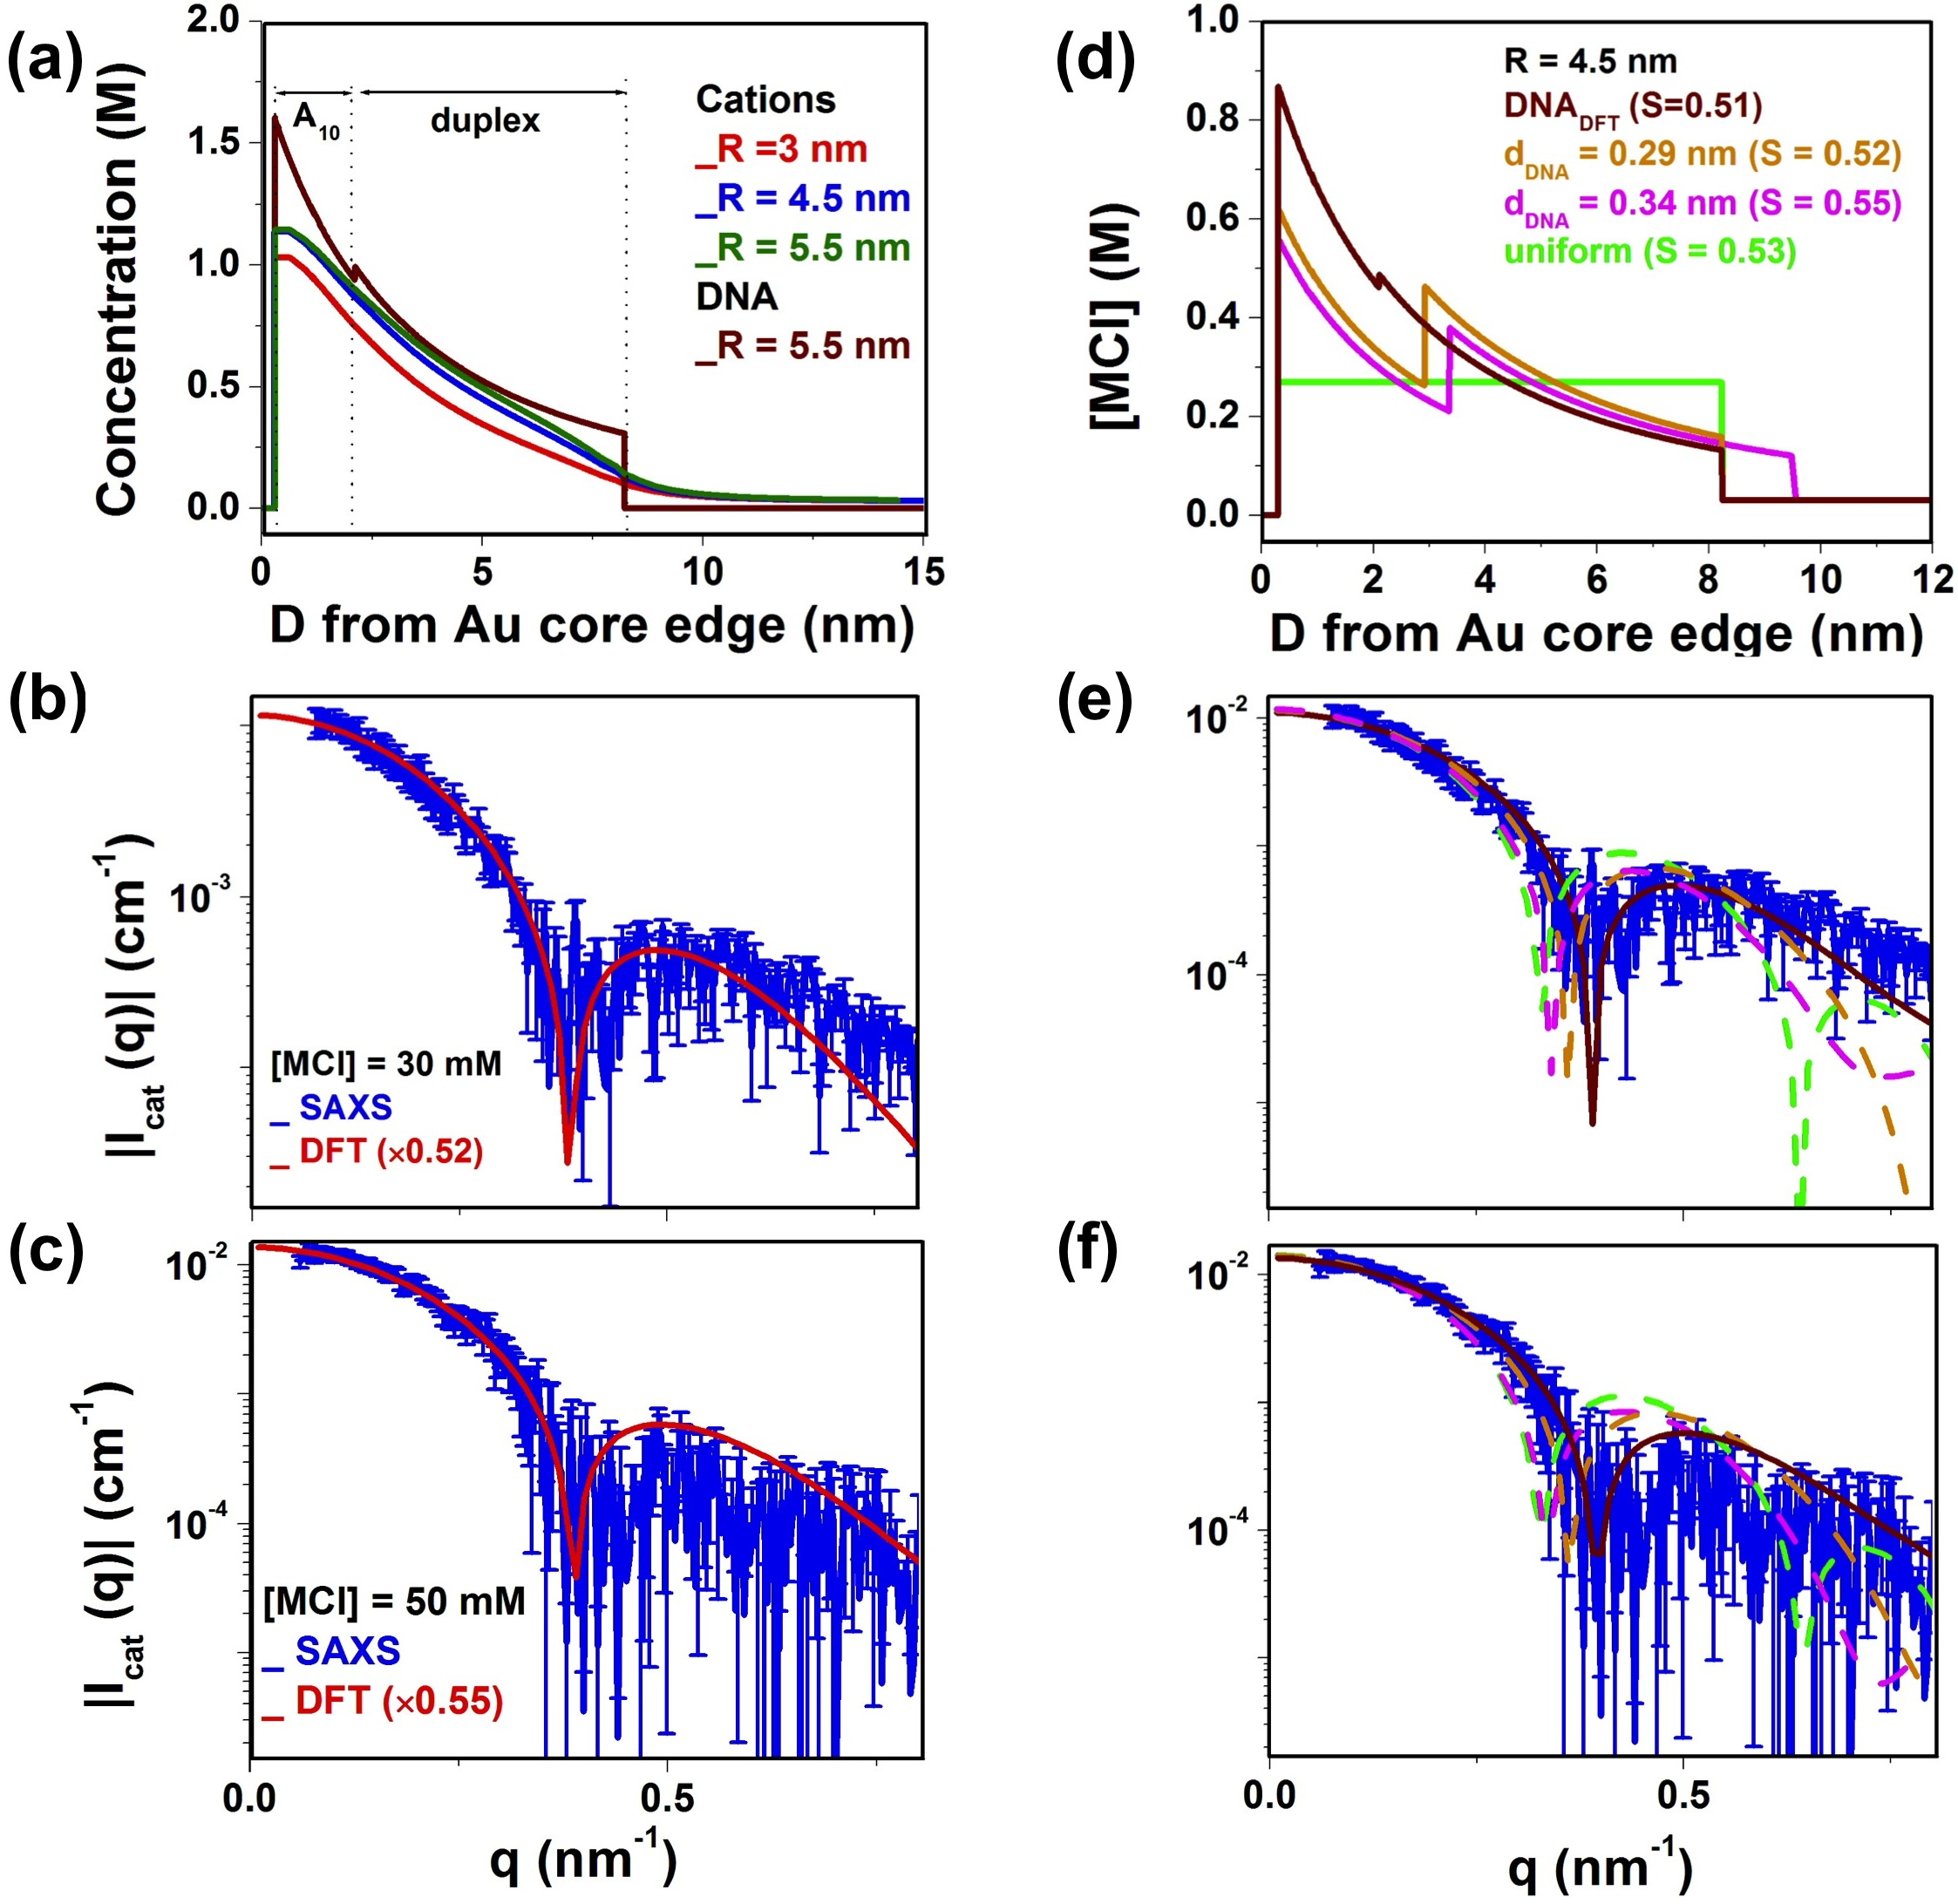 (a)
Concentration (M)
2.0
1.5
1.0
0.5
0.0
A10
duplex
Cations
_R =3 nm
_R = 4.5 nm
_R = 5.5 nm
DNA
_R = 5.5 nm
0 5 10 15
D from Au core edge (nm)
(d)
[MCl] (M)
1.0
0.8
0.6
0.4
0.2
0.0
R = 4.5 nm
DNADFT (S=0.51)
dDNA = 0.29 nm (S = 0.52)
dDNA = 0.34 nm (S = 0.55)
uniform (S = 0.53)
0 2 4 6 8 10 12
D from Au core edge (nm)
(b)
||cat (q)| (cm-1)
10-3
[MCl] = 30 mM
_ SAXS
_ DFT (×0.52)
(e)
10-2
10-4
(c)
||cat (q)| (cm-1)
10-2
10-4
[MCl] = 50 mM
_ SAXS
_ DFT (×0.55)
0.0 0.5
q (nm-1)
(f)
10-2
10-4
0.0 0.5
q (nm-1)